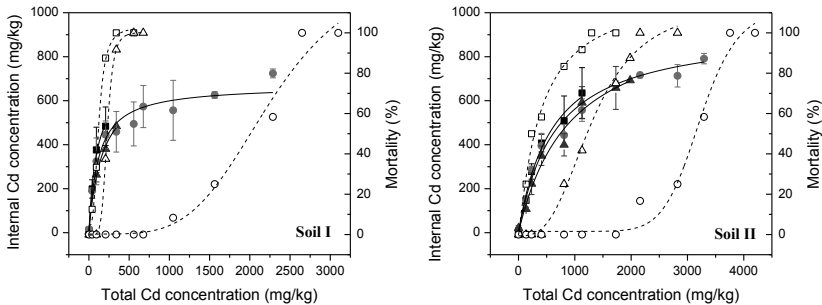 Internal Cd concentration (mg/kg)
1000
800
600
400
200
0
0 500 1000 1500 2000 2500 3000
Total Cd concentration (mg/kg)
100
80
60
40
20
0
Mortality (%)
Soil I
Internal Cd concentration (mg/kg)
1000
800
600
400
200
0
0 1000 2000 3000 4000
Total Cd concentration (mg/kg)
100
80
60
40
20
0
Mortality (%)
Soil II